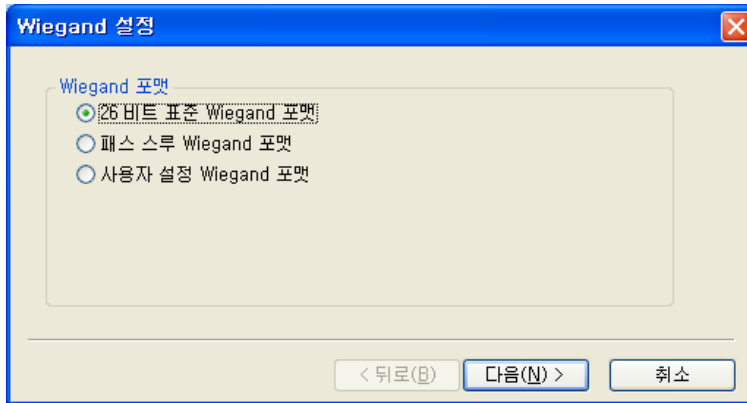 Wiegand 설정
Wiegand 포맷
26 비트 표준 Wiegand 포맷
패스 스루 Wiegand 포맷
사용자 설정 Wiegand 포맷
< 뒤로(B) 다음(N) > 취소